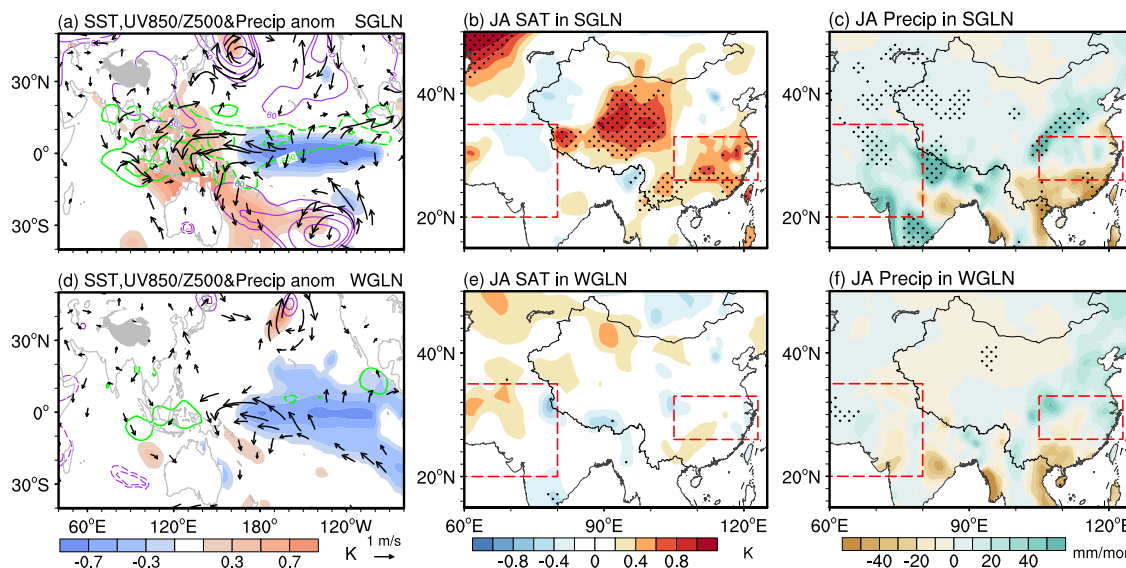 (a) SST,UV850/Z500&Precip anom SGLN
(b) JA SAT in SGLN
(c) JA Precip in SGLN
30°N
0°
30°S
60
40°N
20°N
40°N
20°N
(d) SST,UV850/Z500&Precip anom WGLN
(e) JA SAT in WGLN
(f) JA Precip in WGLN
30°N
0°
30°S
40°N
20°N
40°N
20°N
60°E 120°E 180° 120°W
60°E 90°E 120°E
60°E 90°E 120°E
-0.7 -0.3 0.3 0.7 K 1 m/s
-0.8 -0.4 0 0.4 0.8 K
-40 -20 0 20 40 mm/mon